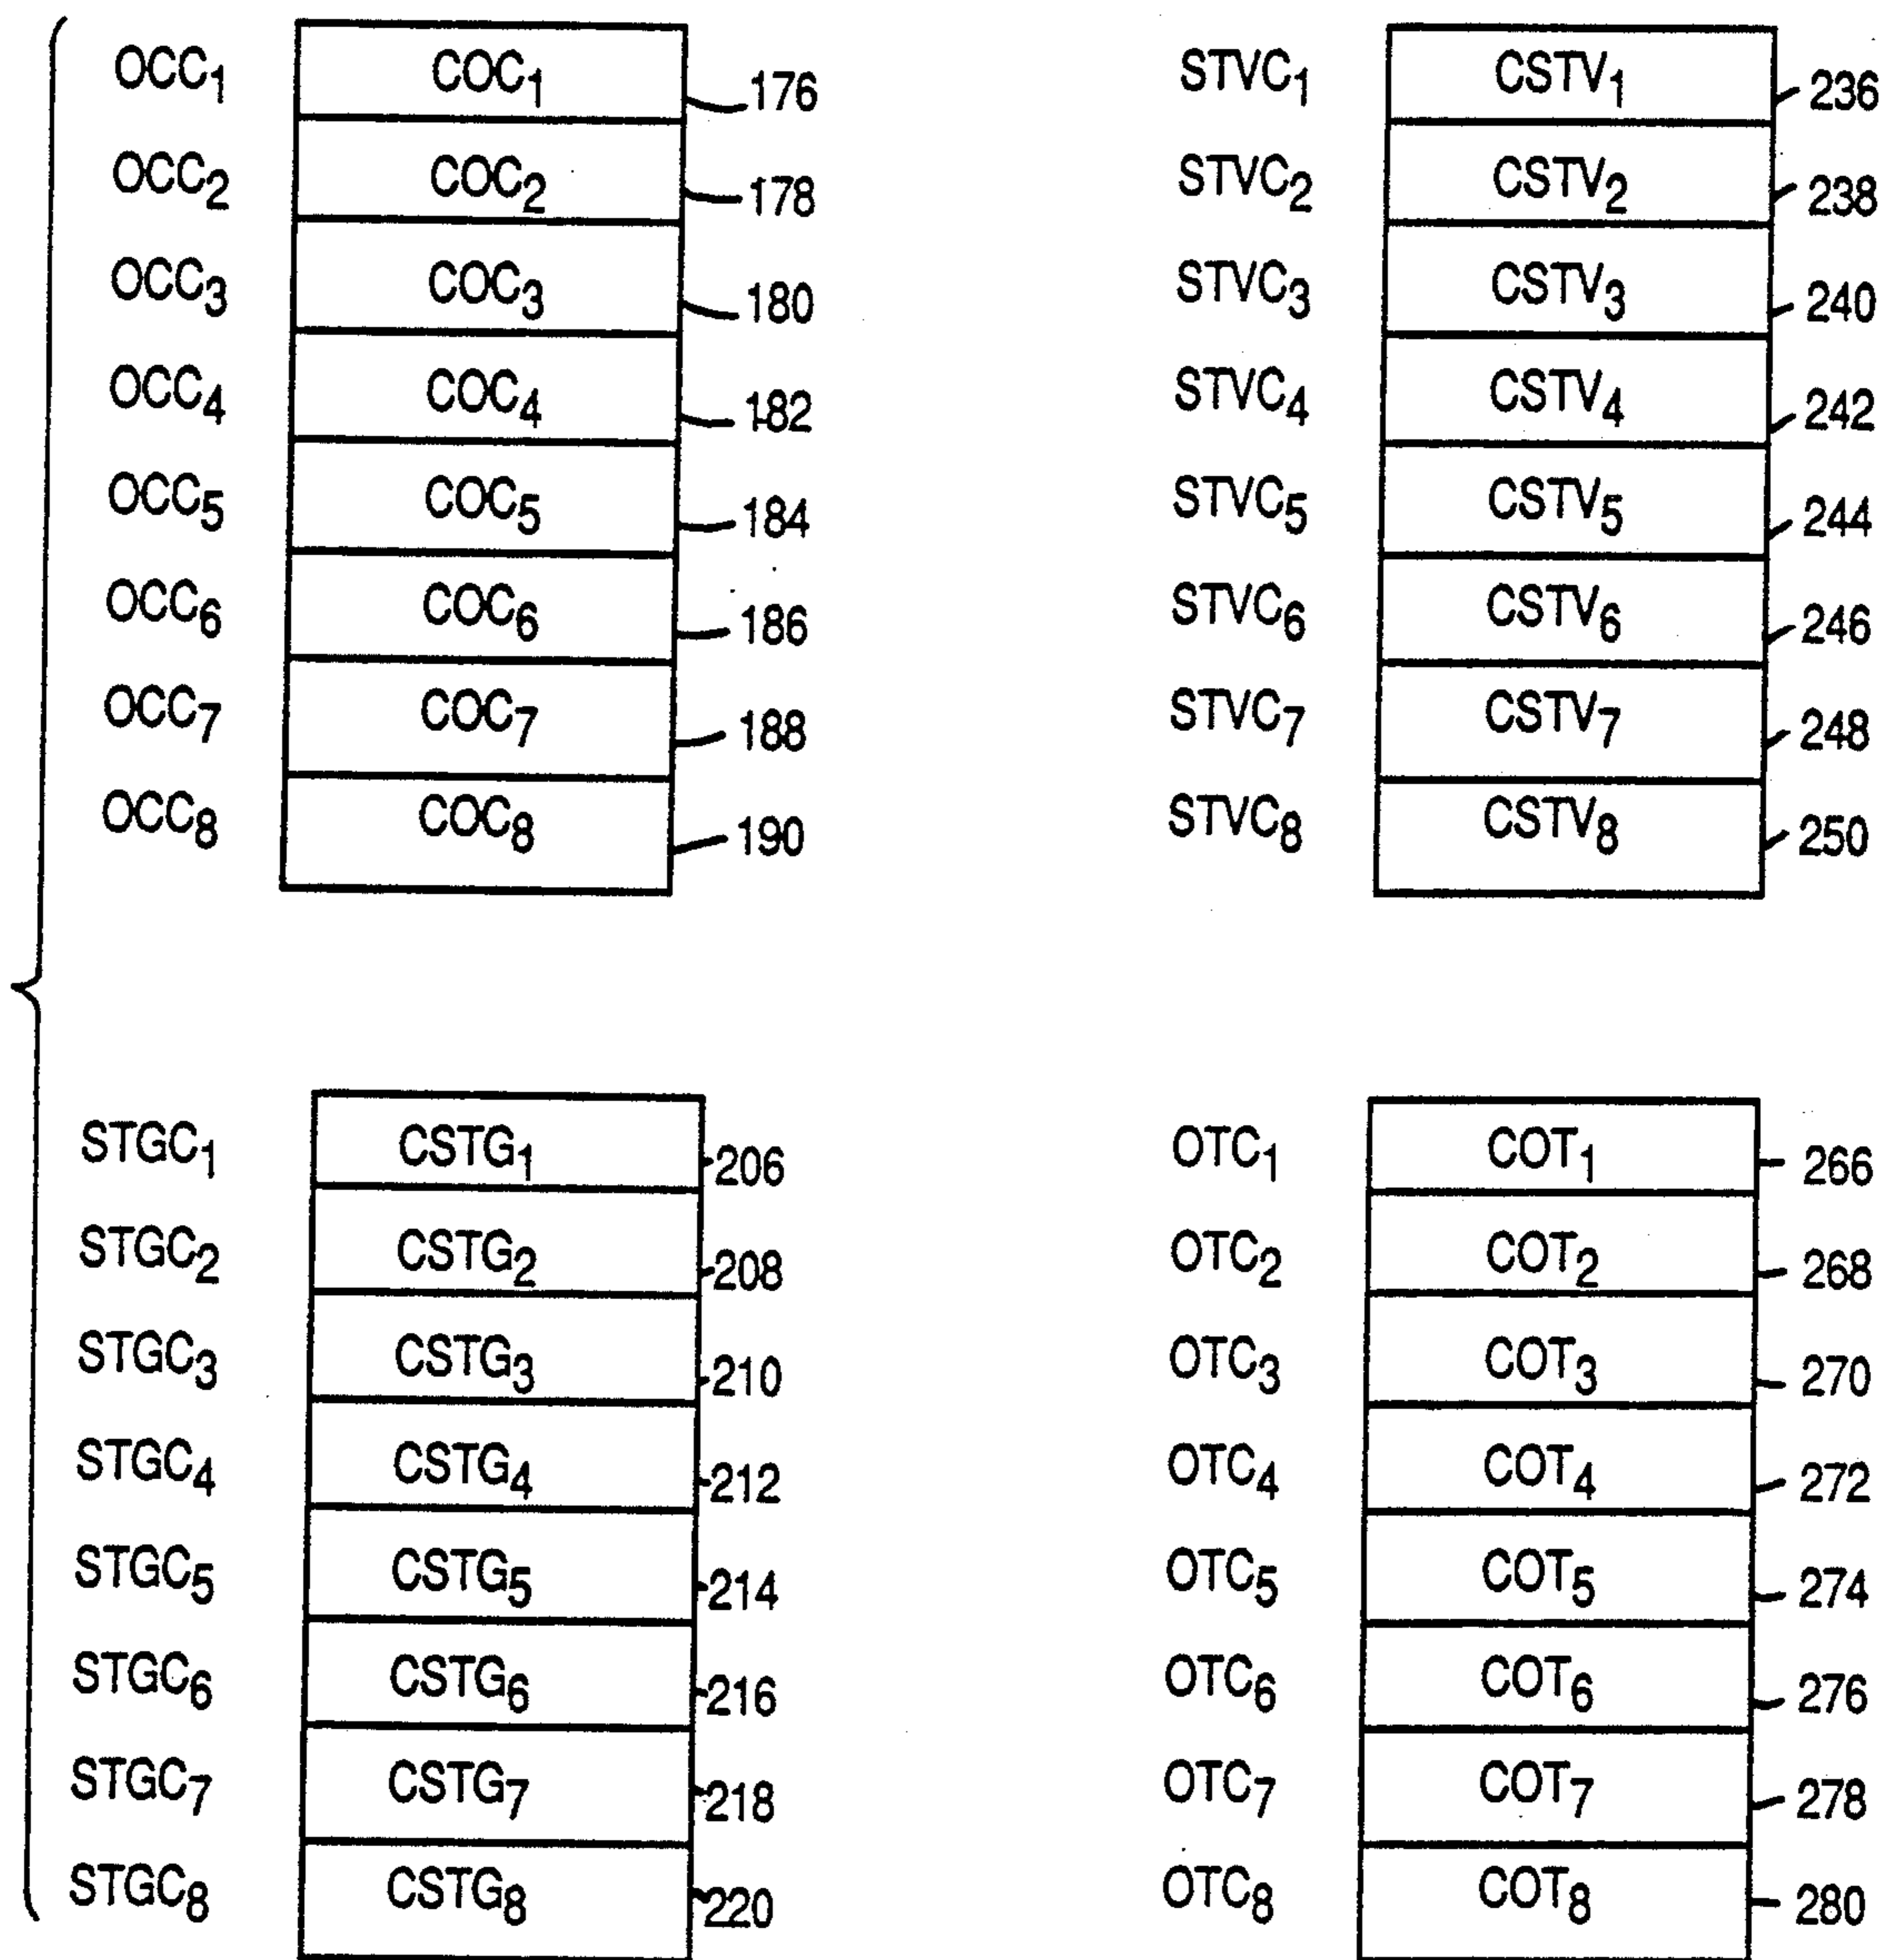 OCC₁ COC₁ 176
OCC₂ COC₂ 178
OCC₃ COC₃ 180
OCC₄ COC₄ 182
OCC₅ COC₅ 184
OCC₆ COC₆ 186
OCC₇ COC₇ 188
OCC₈ COC₈ 190
STVC₁ CSTV₁ 236
STVC₂ CSTV₂ 238
STVC₃ CSTV₃ 240
STVC₄ CSTV₄ 242
STVC₅ CSTV₅ 244
STVC₆ CSTV₆ 246
STVC₇ CSTV₇ 248
STVC₈ CSTV₈ 250
STGC₁ CSTG₁ 206
STGC₂ CSTG₂ 208
STGC₃ CSTG₃ 210
STGC₄ CSTG₄ 212
STGC₅ CSTG₅ 214
STGC₆ CSTG₆ 216
STGC₇ CSTG₇ 218
STGC₈ CSTG₈ 220
OTC₁ COT₁ 266
OTC₂ COT₂ 268
OTC₃ COT₃ 270
OTC₄ COT₄ 272
OTC₅ COT₅ 274
OTC₆ COT₆ 276
OTC₇ COT₇ 278
OTC₈ COT₈ 280